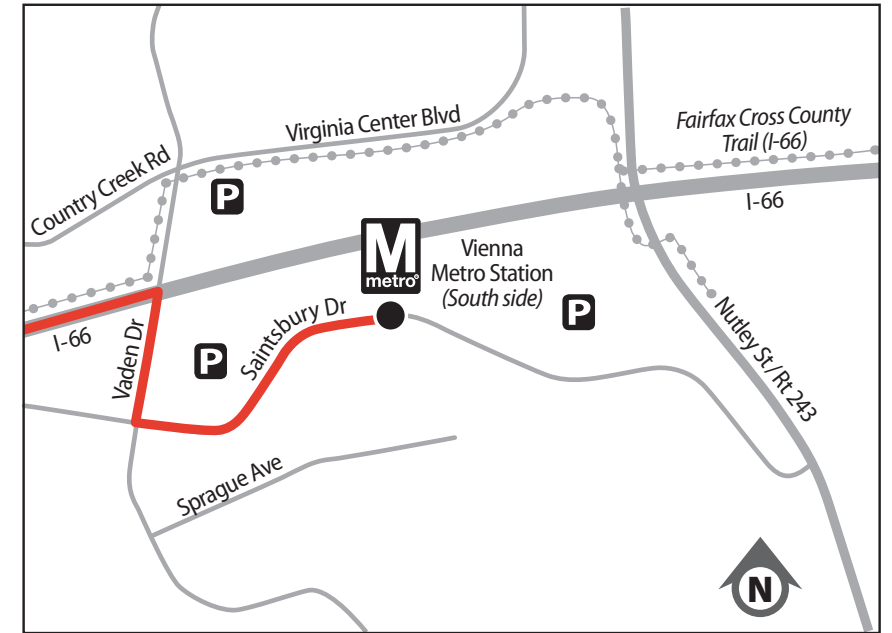 Virginia Center Blvd
Fairfax Cross County
Trail (I-66)
Country Creek Rd
P
I-66
M
metro®
Vienna
Metro Station
(South side)
P
I-66
Vaden Dr
P
Saintsbury Dr
Nutley St / Rt 243
Sprague Ave
N